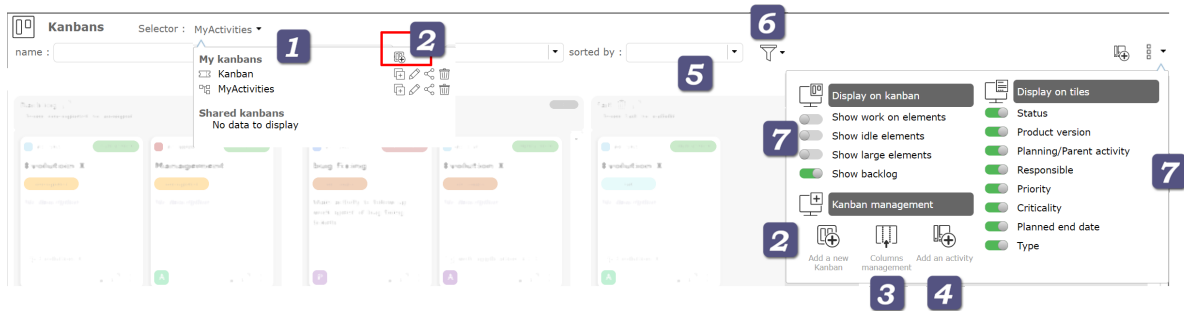 Kanbans Selector : MyActivities
6
1
2
name : sorted by :
5
My kanbans
Kanban
MyActivities
Shared kanbans
No data to display
Display on kanban
Show work on elements
Show idle elements
Show large elements
Show backlog
7
Kanban management
2
Add a new Kanban
Columns management
Add an activity
3
4
Display on tiles
Status
Product version
Planning/Parent activity
Responsible
Priority
Criticality
Planned end date
Type
7
Evolution X
Management
bug fixing
Evolution X
Evolution X
A
P
A